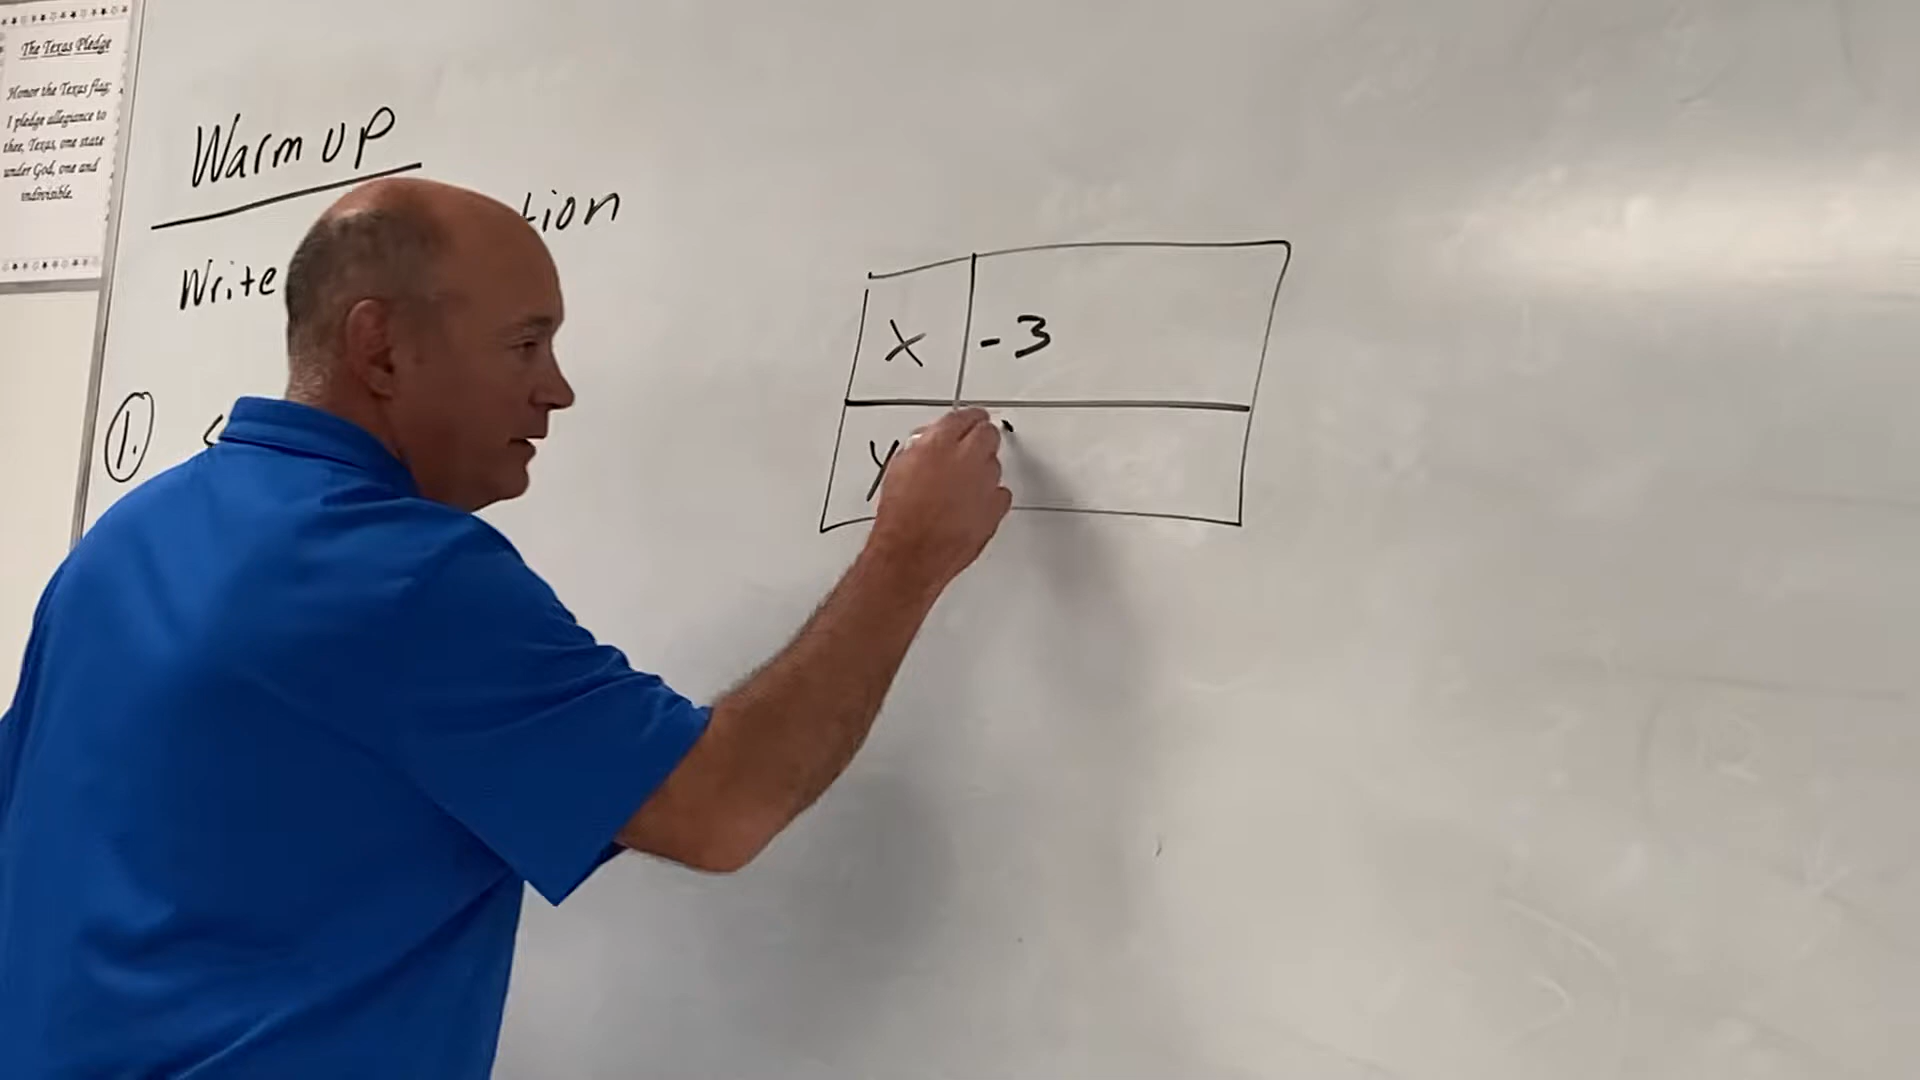 The Texas Pledge
Honor the Texas flag;
I pledge allegiance to
thee, Texas, one state
under God, one and
indivisible.
Warm up
tion
Write
1.
x -3
y